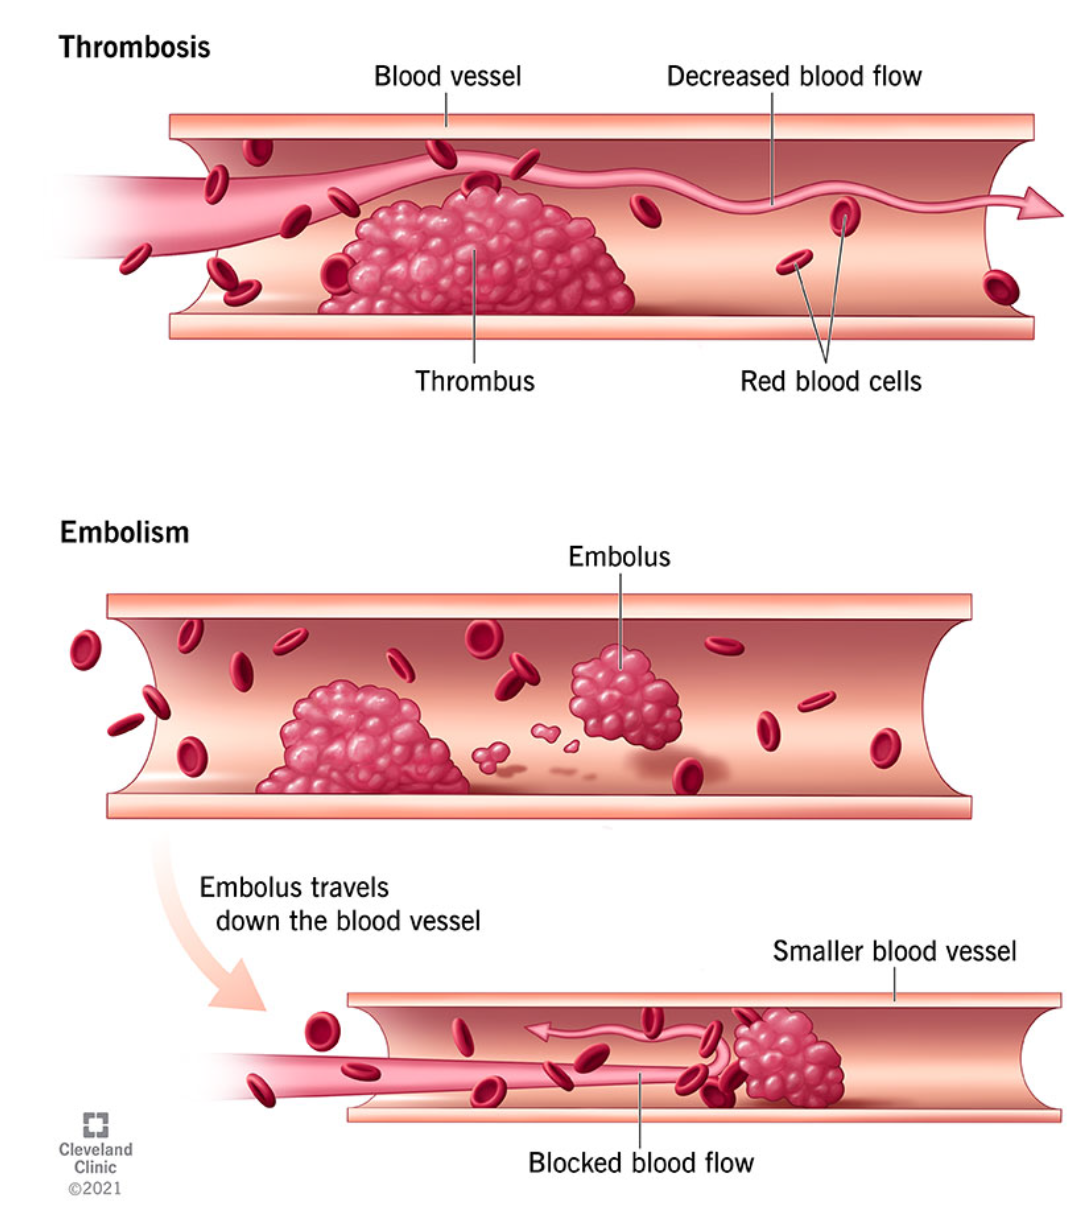 Thrombosis
Blood vessel
Decreased blood flow
Thrombus
Red blood cells
Embolism
Embolus
Embolus travels
down the blood vessel
Smaller blood vessel
Blocked blood flow
Cleveland
Clinic
©2021